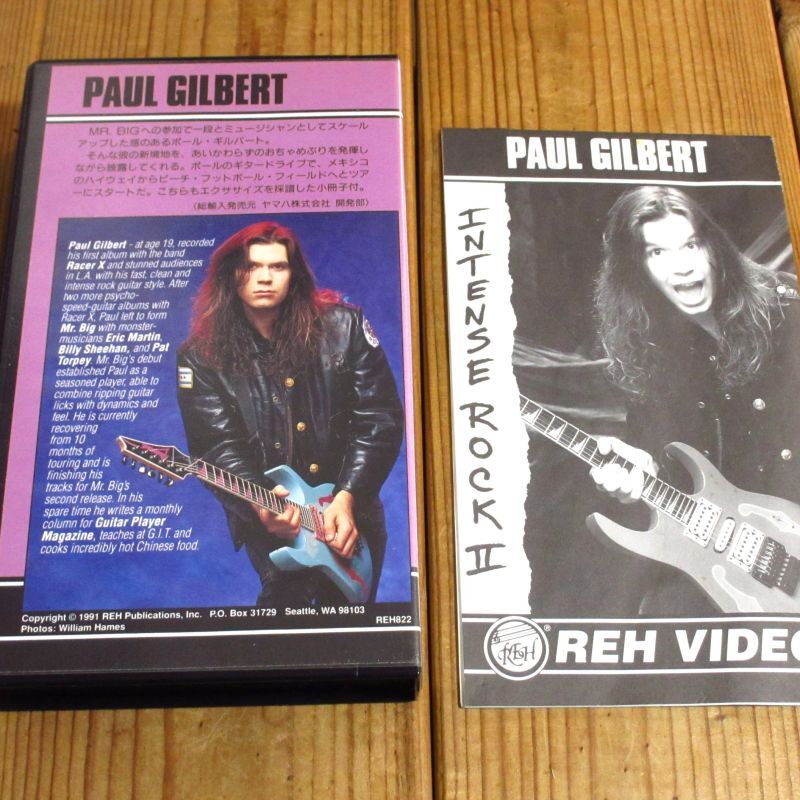 PAUL GILBERT
MR. BIGへの参加で一段とミュージシャンとしてスケール
アップした感のあるポール・ギルバート。
そんな彼の新境地を、あいかわらずのおちゃめぶりを発揮し
ながら披露してくれる。ポールのギタードライブで、メキシコ
のハイウェイからビーチ・フットボール・フィールドへとツア
ーにスタートだ。こちらもエクササイズを採譜した小冊子付。
（総輸入発売元 ヤマハ株式会社 開発部）
Paul Gilbert - at age 19, recorded
his first album with the band
Racer X and stunned audiences
in L.A. with his fast, clean and
intense rock guitar style. After
two more psycho-
speed-guitar albums with
Racer X, Paul left to form
Mr. Big with monster-
musicians Eric Martin,
Billy Sheehan, and Pat
Torpey. Mr. Big's debut
established Paul as a
seasoned player, able to
combine ripping guitar
licks with dynamics and
feel. He is currently
recovering
from 10
months of
touring and is
finishing his
tracks for Mr. Big's
second release. In his
spare time he writes a monthly
column for Guitar Player
Magazine, teaches at G.I.T. and
cooks incredibly hot Chinese food.
Copyright © 1991 REH Publications, Inc. P.O. Box 31729 Seattle, WA 98103
Photos: William Hames
REH822
PAUL GILBERT
INTENSE ROCK II
REH
® REH VIDEO